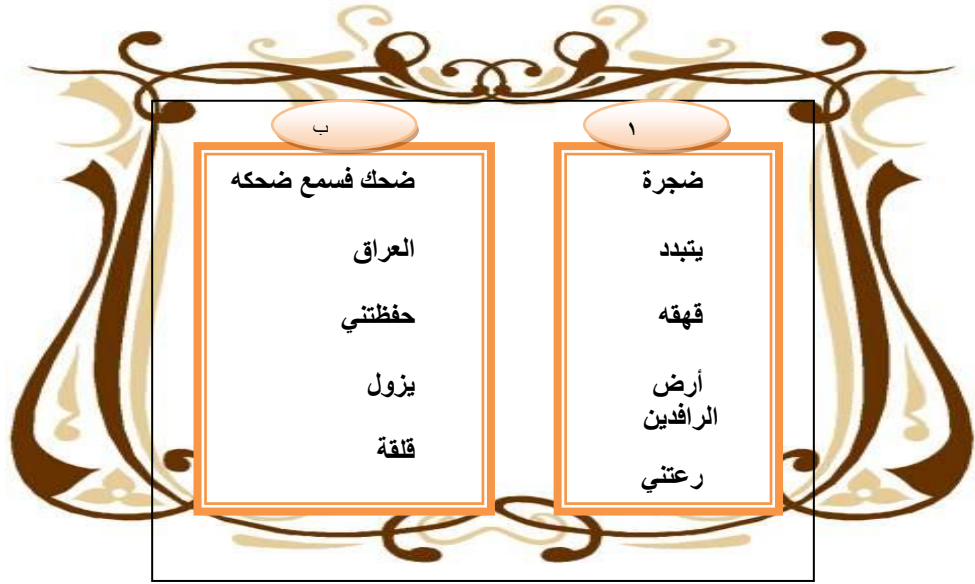 ١
ضجرة
يتبدد
قهقه
أرض
الرافدين
رعتني
ب
ضحك فسمع ضحكه
العراق
حفظتني
يزول
قلقة